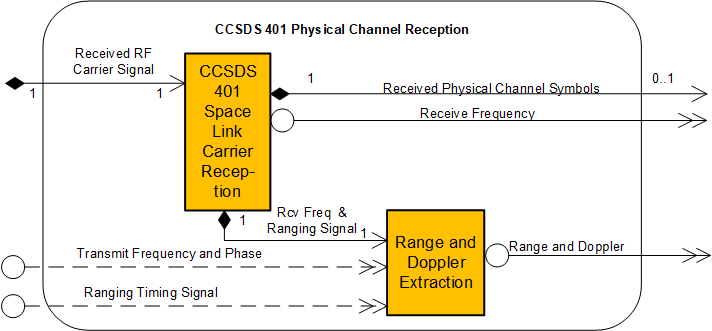 CCSDS 401 Physical Channel Reception
Received RF
Carrier Signal
1
1
CCSDS
401
Space
Link
Carrier
Recep-
tion
1
0..1
Received Physical Channel Symbols
Receive Frequency
1
Rcv Freq &
Ranging Signal
1
Range and
Doppler
Extraction
Range and Doppler
Transmit Frequency and Phase
Ranging Timing Signal